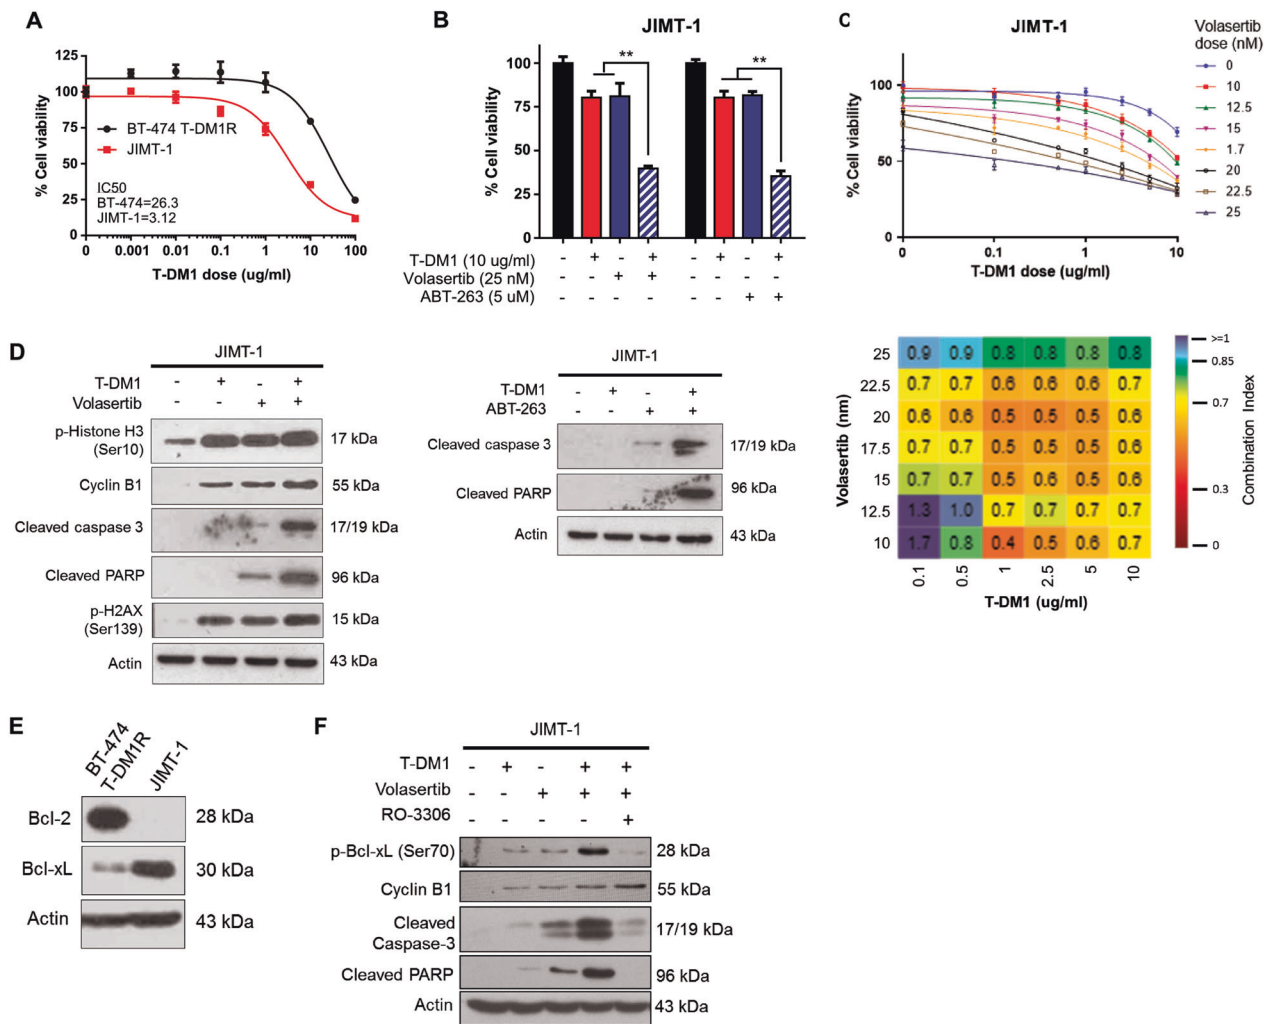 A
125
100
75
50
25
0
% Cell viability
BT-474 T-DM1R
JIMT-1
IC50
BT-474=26.3
JIMT-1=3.12
0 0.001 0.01 0.1 1 10 100
T-DM1 dose (ug/ml)
B
JIMT-1
100
75
50
25
0
% Cell viability
** **
T-DM1 (10 ug/ml) - + - + - + - +
Volasertib (25 nM) - - + + - - - -
ABT-263 (5 uM) - - - - - - + +
C
JIMT-1
100
50
0
% Cell viability
0 0.1 1 10
T-DM1 dose (ug/ml)
Volasertib
dose (nM)
0
10
12.5
15
1.7
20
22.5
25
Volasertib (nm)
25 0.9 0.9 0.8 0.8 0.8 0.8
22.5 0.7 0.7 0.6 0.6 0.6 0.7
20 0.6 0.6 0.5 0.5 0.5 0.6
17.5 0.7 0.7 0.5 0.5 0.5 0.6
15 0.7 0.7 0.5 0.6 0.5 0.6
12.5 1.3 1.0 0.7 0.7 0.7 0.7
10 1.7 0.8 0.4 0.5 0.6 0.7
0.1 0.5 1 2.5 5 10
T-DM1 (ug/ml)
>=1
0.85
0.7
0.3
0
Combination Index
D
JIMT-1
T-DM1 - + - +
Volasertib - - + +
p-Histone H3
(Ser10)
17 kDa
Cyclin B1 55 kDa
Cleaved caspase 3 17/19 kDa
Cleaved PARP 96 kDa
p-H2AX
(Ser139)
15 kDa
Actin 43 kDa
JIMT-1
T-DM1 - + - +
ABT-263 - - + +
Cleaved caspase 3 17/19 kDa
Cleaved PARP 96 kDa
Actin 43 kDa
E
BT-474
T-DM1R
JIMT-1
Bcl-2 28 kDa
Bcl-xL 30 kDa
Actin 43 kDa
F
JIMT-1
T-DM1 - + - + +
Volasertib - - + + +
RO-3306 - - - - +
p-Bcl-xL (Ser70) 28 kDa
Cyclin B1 55 kDa
Cleaved
Caspase-3
17/19 kDa
Cleaved PARP 96 kDa
Actin 43 kDa